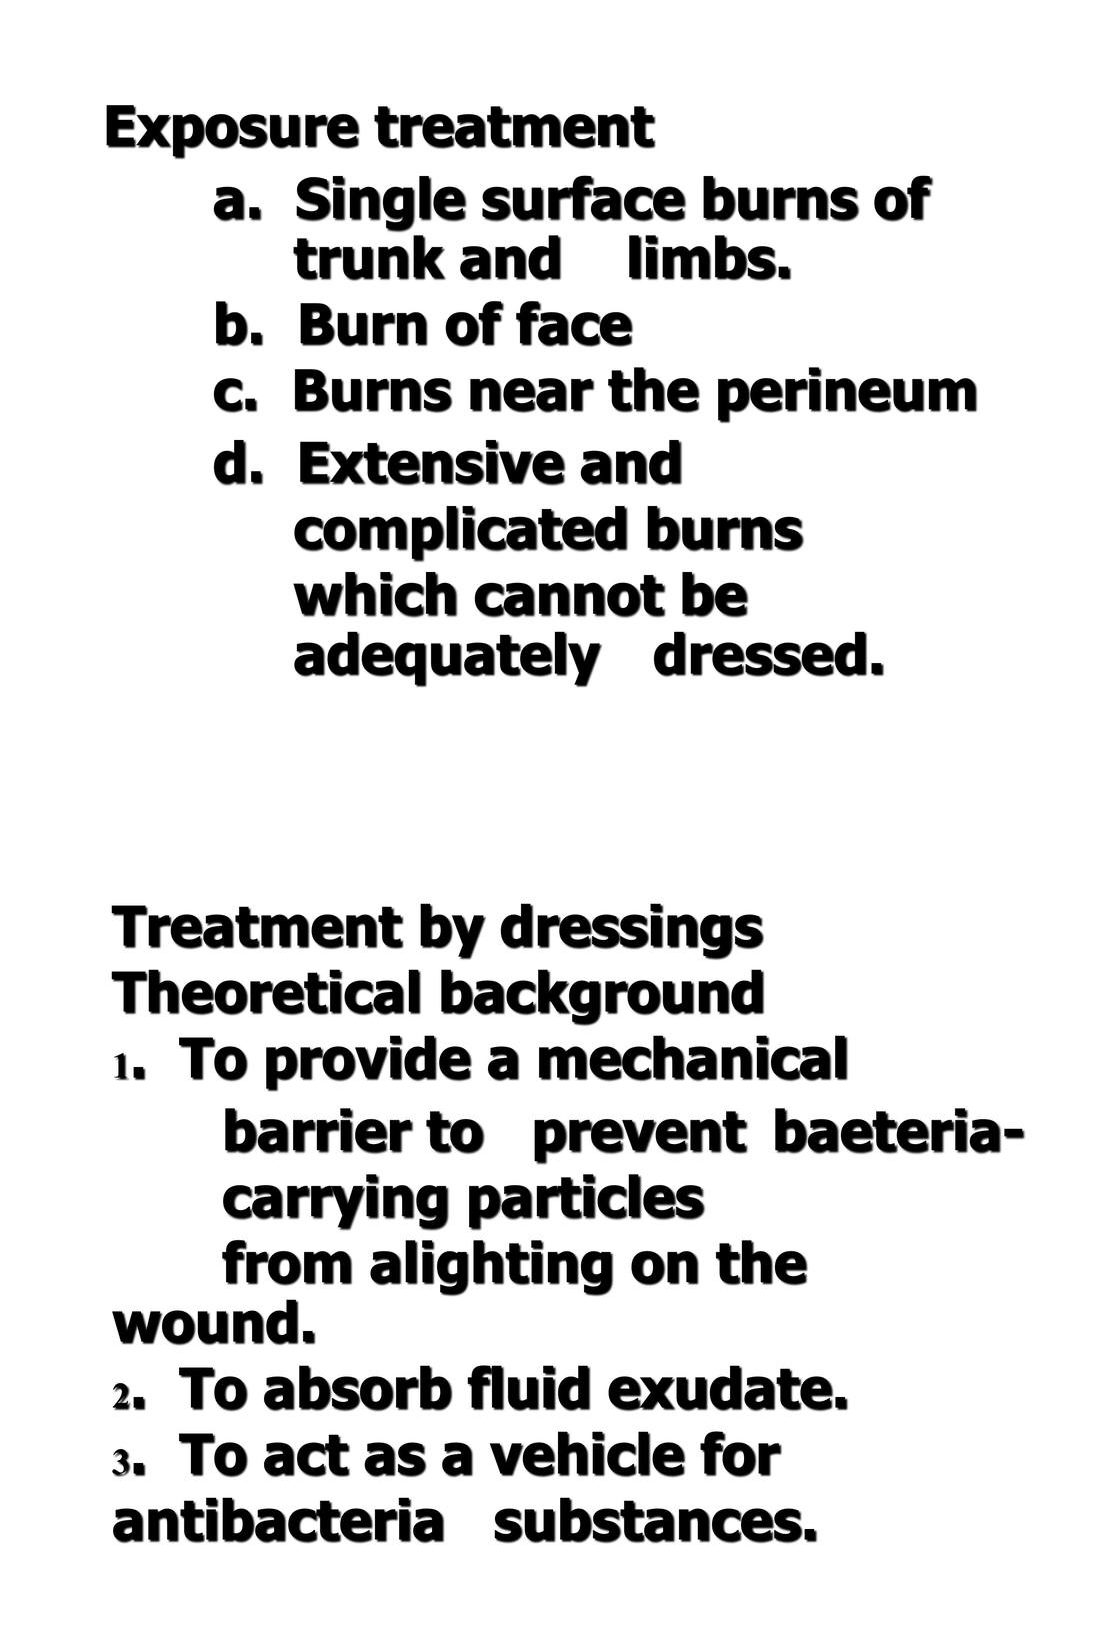 Exposure treatment
a. Single surface burns of
trunk and limbs.
b. Burn of face
c. Burns near the perineum
d. Extensive and
complicated burns
which cannot be
adequately dressed.
Treatment by dressings
Theoretical background
1. To provide a mechanical
barrier to prevent baeteria-
carrying particles
from alighting on the
wound.
2. To absorb fluid exudate.
3. To act as a vehicle for
antibacteria substances.